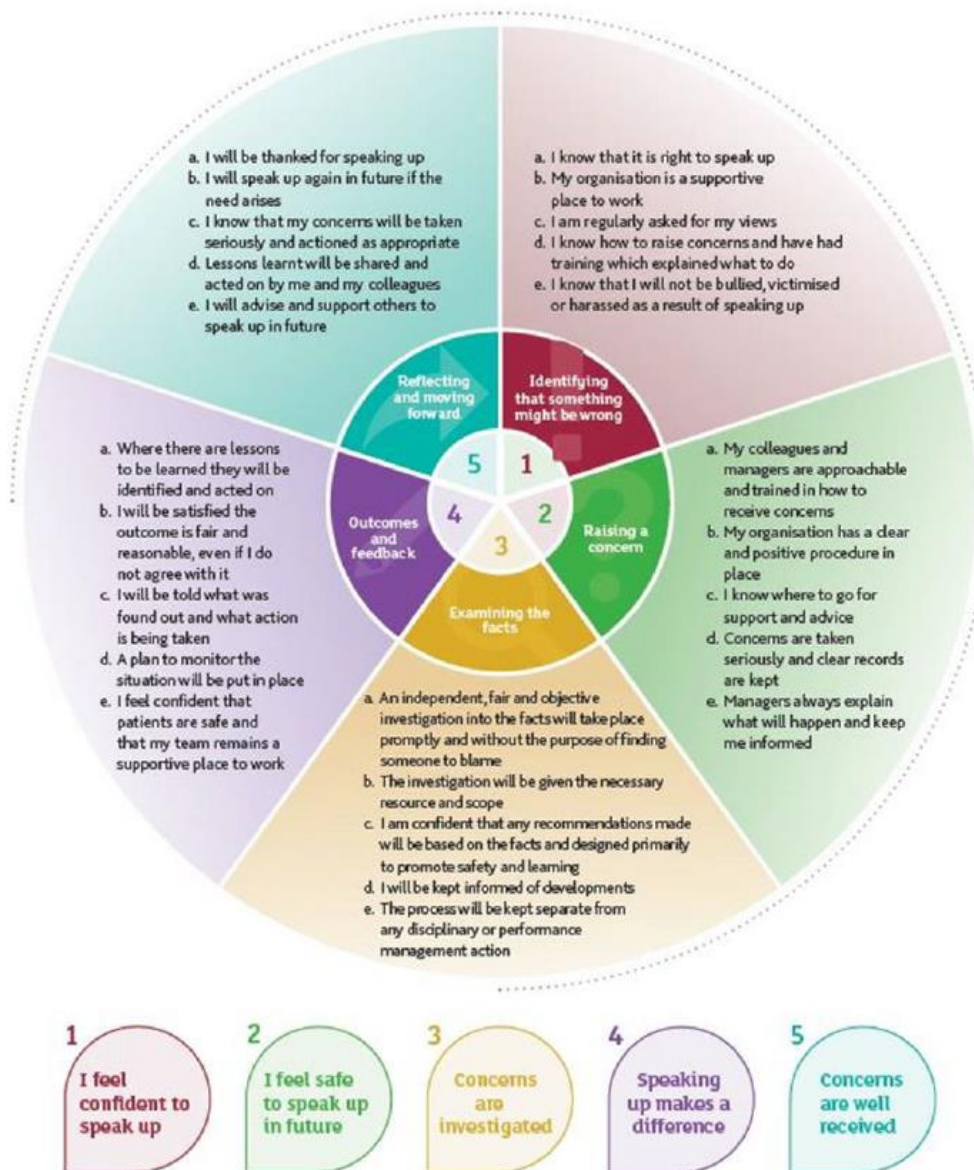 a. I know that it is right to speak up
b. My organisation is a supportive
place to work
c. I am regularly asked for my views
d. I know how to raise concerns and have had
training which explained what to do
e. I know that I will not be bullied, victimised
or harassed as a result of speaking up
Identifying
that something
might be wrong
1
a. My colleagues and
managers are approachable
and trained in how to
receive concerns
b. My organisation has a clear
and positive procedure in
place
c. I know where to go for
support and advice
d. Concerns are taken
seriously and clear records
are kept
e. Managers always explain
what will happen and keep
me informed
Raising a
concern
2
3
Examining the
facts
a. An independent, fair and objective
investigation into the facts will take place
promptly and without the purpose of finding
someone to blame
b. The investigation will be given the necessary
resource and scope
c. I am confident that any recommendations made
will be based on the facts and designed primarily
to promote safety and learning
d. I will be kept informed of developments
e. The process will be kept separate from
any disciplinary or performance
management action
a. Where there are lessons
to be learned they will be
identified and acted on
b. I will be satisfied the
outcome is fair and
reasonable, even if I do
not agree with it
c. I will be told what was
found out and what action
is being taken
d. A plan to monitor the
situation will be put in place
e. I feel confident that
patients are safe and
that my team remains a
supportive place to work
Outcomes
and
feedback
4
a. I will be thanked for speaking up
b. I will speak up again in future if the
need arises
c. I know that my concerns will be taken
seriously and actioned as appropriate
d. Lessons learnt will be shared and
acted on by me and my colleagues
e. I will advise and support others to
speak up in future
Reflecting
and moving
forward
5
1
I feel
confident to
speak up
2
I feel safe
to speak up
in future
3
Concerns
are
investigated
4
Speaking
up makes a
difference
5
Concerns
are well
received